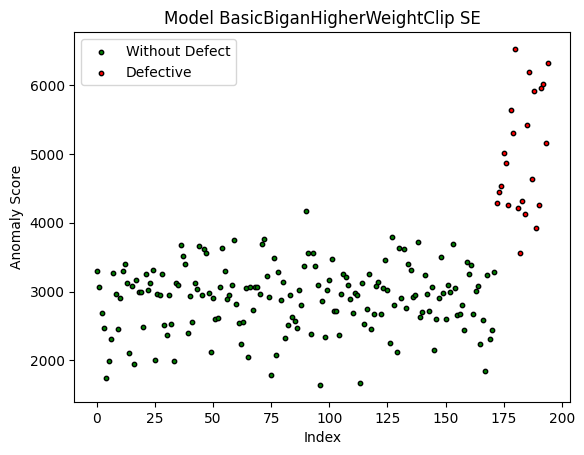 Model BasicBiganHigherWeightClip SE
Without Defect
Defective
Anomaly Score
6000
5000
4000
3000
2000
0 25 50 75 100 125 150 175 200
Index